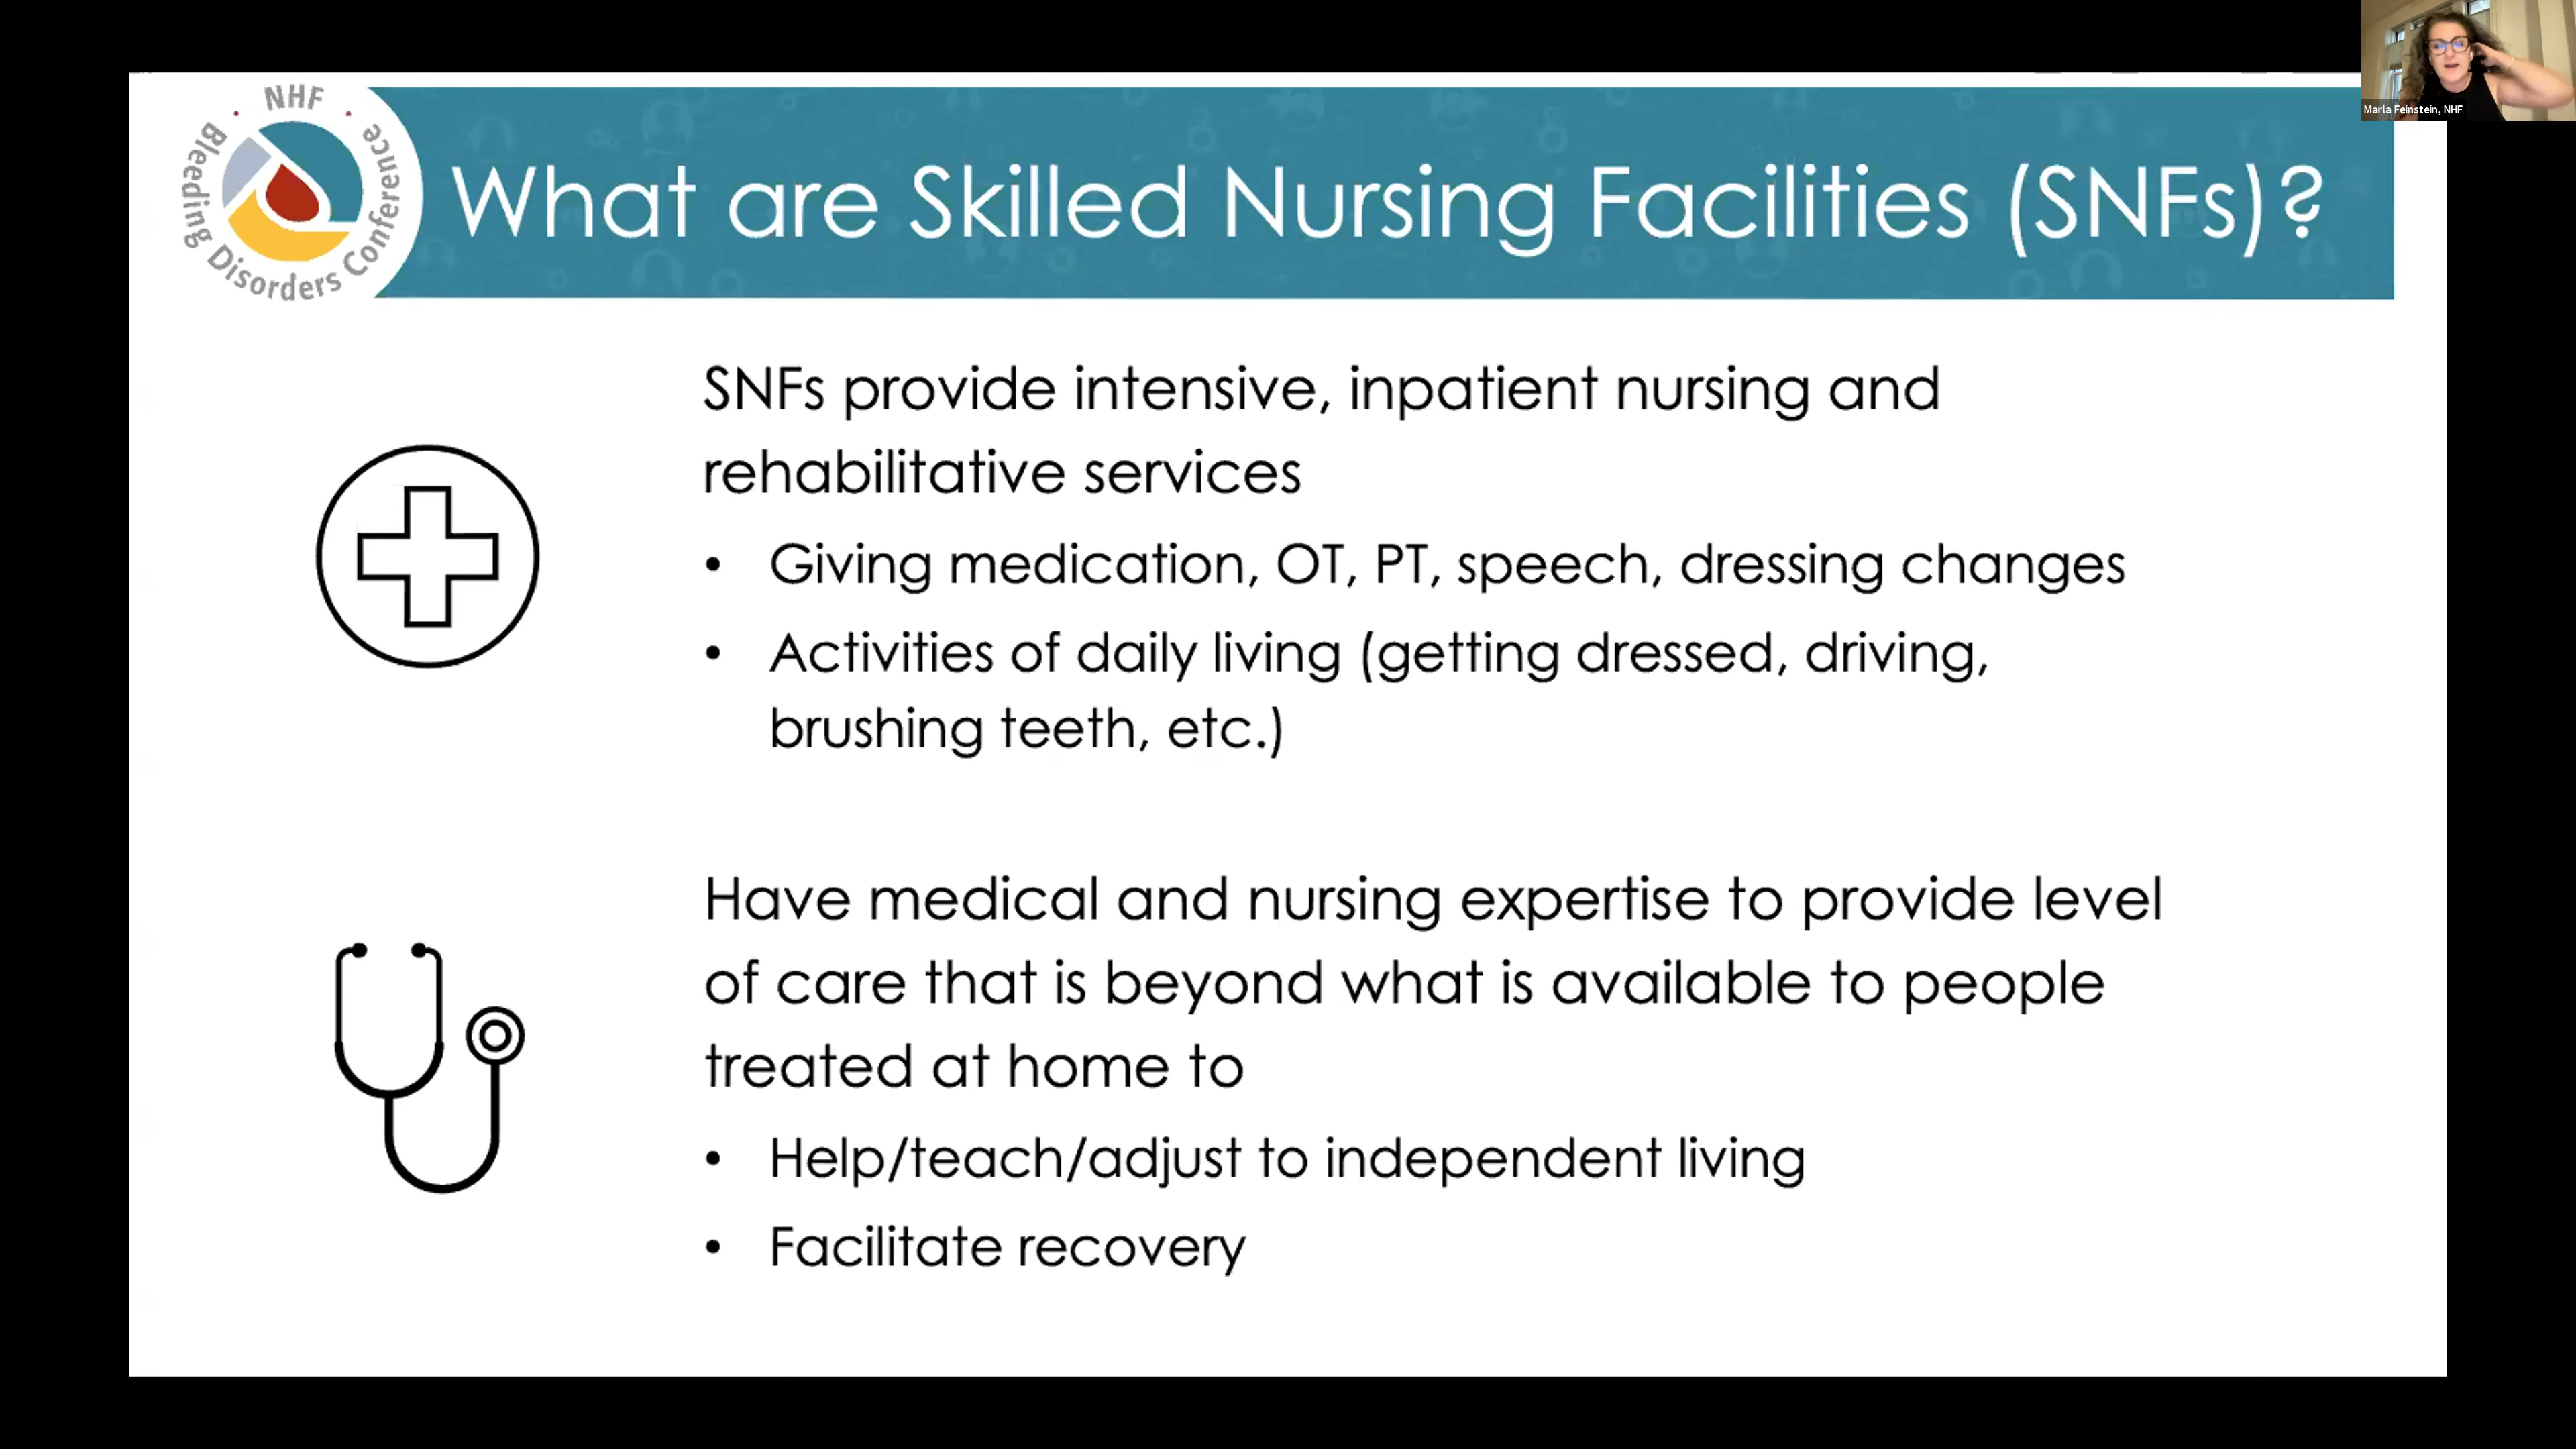 NHF
Bleeding Disorders Conference
What are Skilled Nursing Facilities (SNFs)?
Marla Feinstein, NHF
SNFs provide intensive, inpatient nursing and
rehabilitative services
• Giving medication, OT, PT, speech, dressing changes
• Activities of daily living (getting dressed, driving,
brushing teeth, etc.)
Have medical and nursing expertise to provide level
of care that is beyond what is available to people
treated at home to
• Help/teach/adjust to independent living
• Facilitate recovery